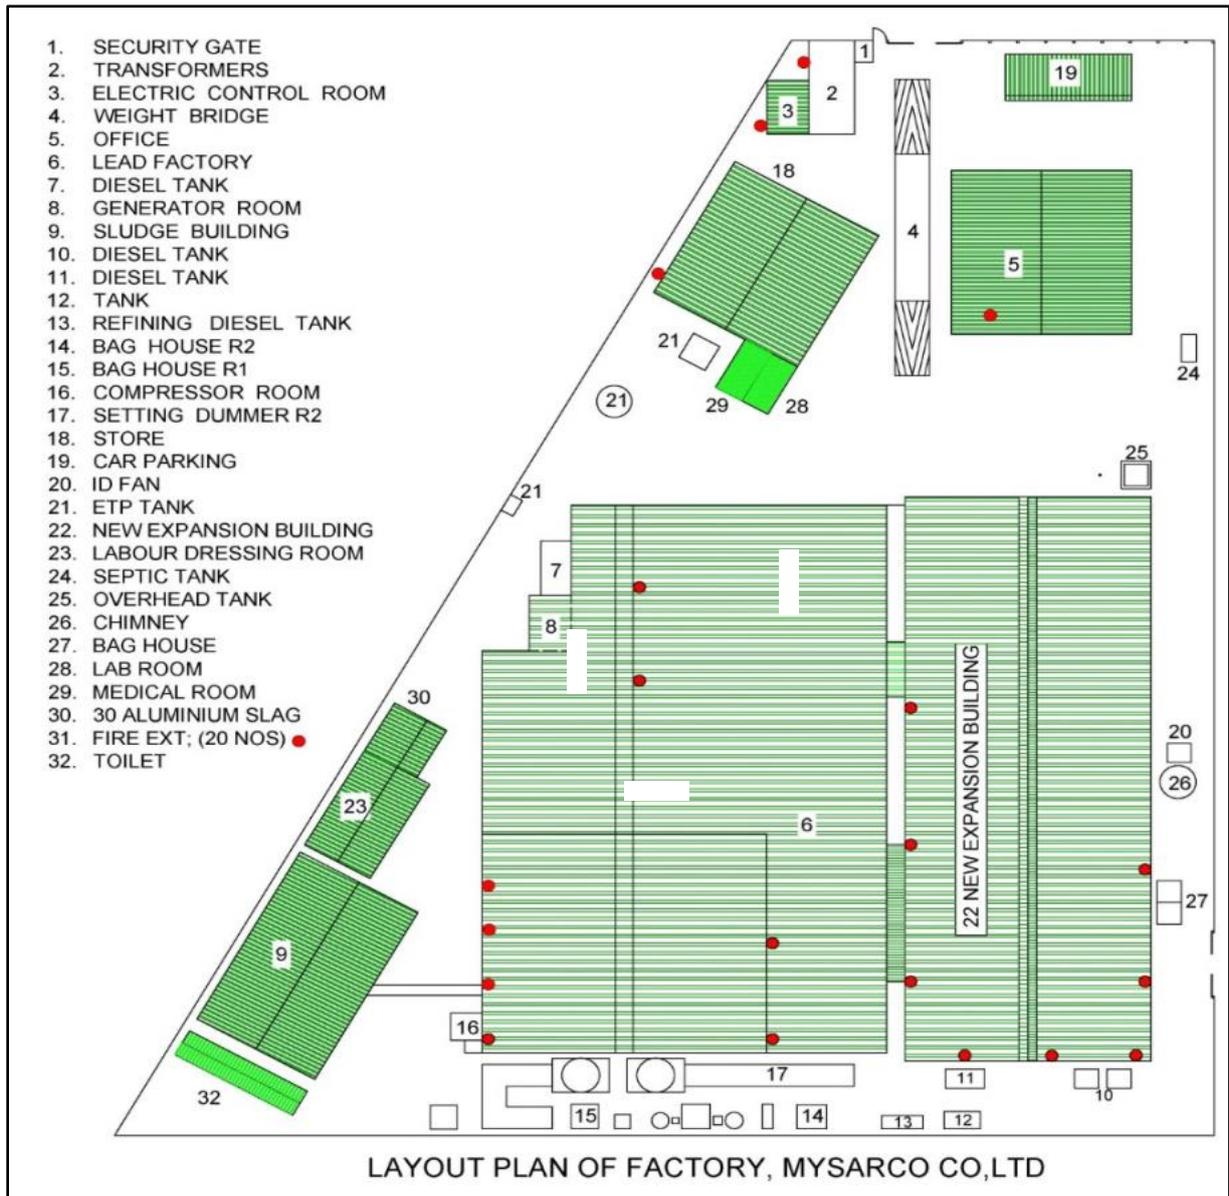 1. SECURITY GATE
2. TRANSFORMERS
3. ELECTRIC CONTROL ROOM
4. WEIGHT BRIDGE
5. OFFICE
6. LEAD FACTORY
7. DIESEL TANK
8. GENERATOR ROOM
9. SLUDGE BUILDING
10. DIESEL TANK
11. DIESEL TANK
12. TANK
13. REFINING DIESEL TANK
14. BAG HOUSE R2
15. BAG HOUSE R1
16. COMPRESSOR ROOM
17. SETTING DUMMER R2
18. STORE
19. CAR PARKING
20. ID FAN
21. ETP TANK
22. NEW EXPANSION BUILDING
23. LABOUR DRESSING ROOM
24. SEPTIC TANK
25. OVERHEAD TANK
26. CHIMNEY
27. BAG HOUSE
28. LAB ROOM
29. MEDICAL ROOM
30. 30 ALUMINIUM SLAG
31. FIRE EXT; (20 NOS)
32. TOILET
1
19
2
3
18
4
5
21
24
29
28
21
25
21
7
8
30
20
26
23
6
22 NEW EXPANSION BUILDING
27
9
16
17
11
10
32
15
14
13
12
LAYOUT PLAN OF FACTORY, MYSARCO CO,LTD